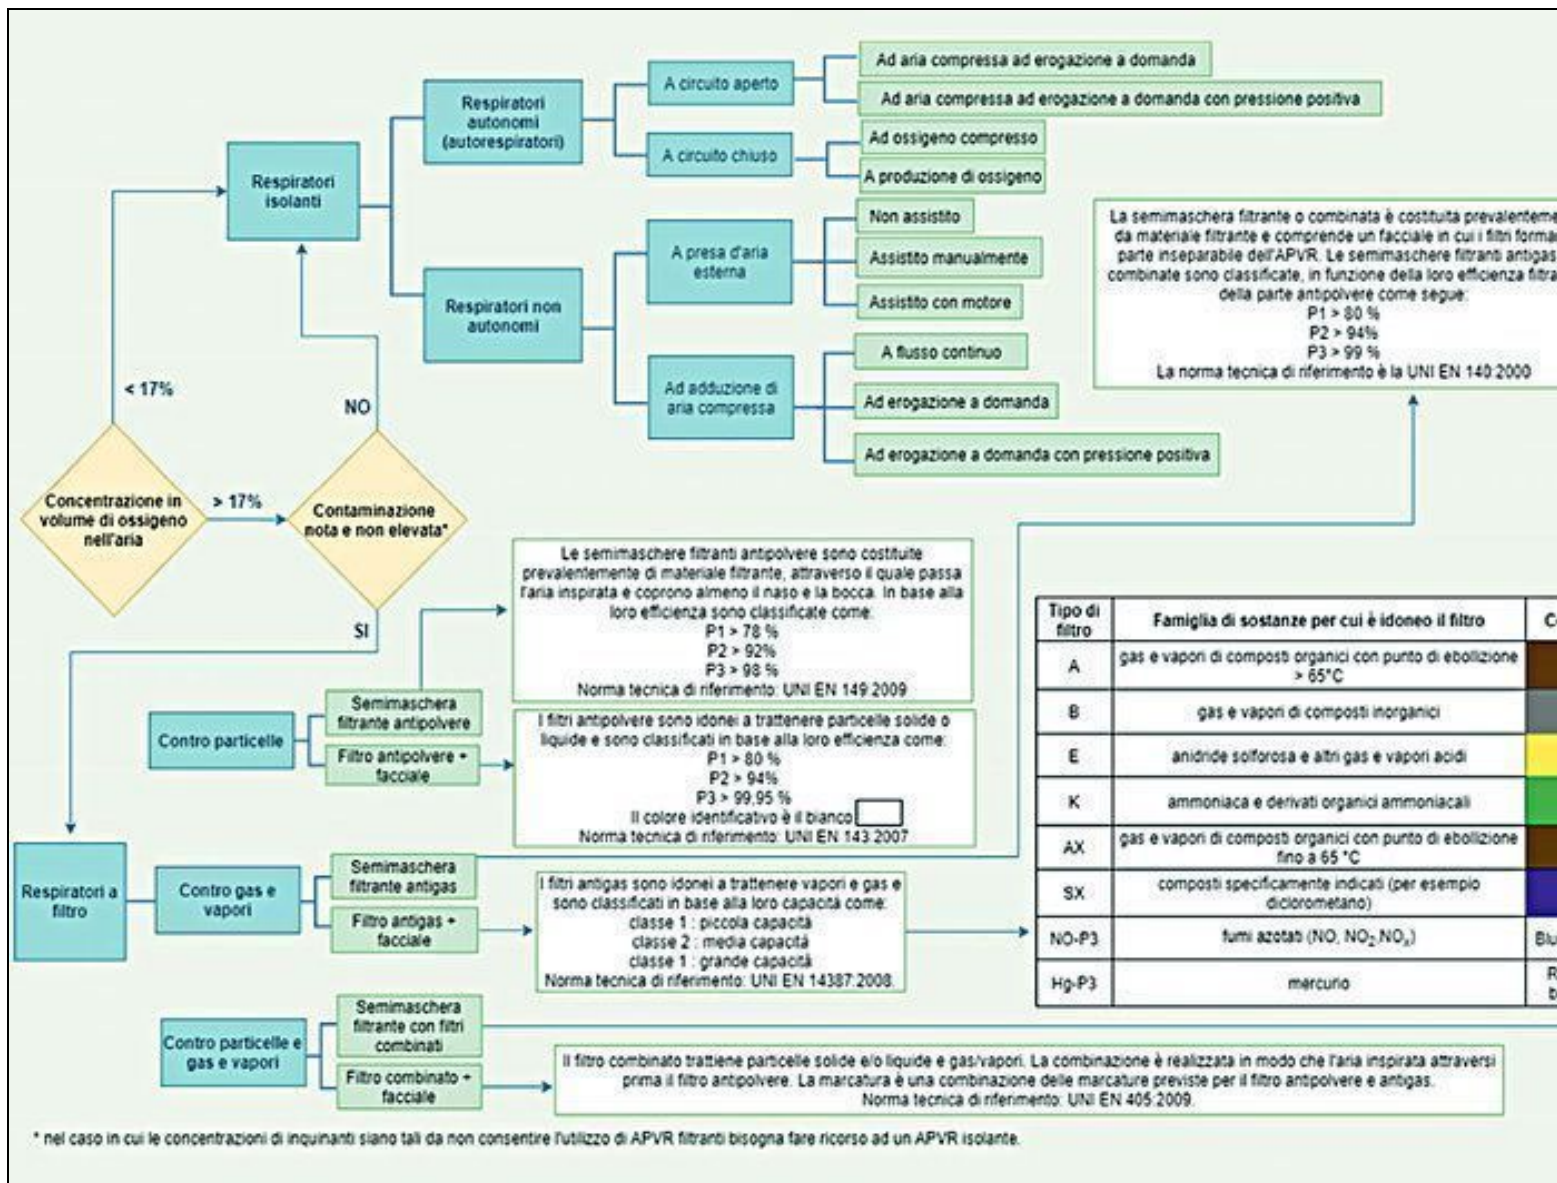 Ad aria compressa ad erogazione a domanda
A circuito aperto
Ad aria compressa ad erogazione a domanda con pressione positiva
Respiratori
autonomi
(autorespiratori)
Ad ossigeno compresso
A circuito chiuso
A produzione di ossigeno
Respiratori
isolanti
Non assistito
A presa d'aria
esterna
Assistito manualmente
Assistito con motore
Respiratori non
autonomi
A flusso continuo
Ad adduzione di
aria compressa
Ad erogazione a domanda
Ad erogazione a domanda con pressione positiva
La semimaschera filtrante o combinata è costituita prevalenteme
da materiale filtrante e comprende un facciale in cui i filtri forma
parte inseparabile dell'APVR. Le semimaschere filtranti antigas
combinate sono classificate, in funzione della loro efficienza filtra
della parte antipolvere come segue:
P1 > 80 %
P2 > 94%
P3 > 99 %
La norma tecnica di riferimento è la UNI EN 140:2000
< 17%
NO
Concentrazione in
volume di ossigeno
nell'aria
> 17%
Contaminazione
nota e non elevata*
SI
Le semimaschere filtranti antipolvere sono costituite
prevalentemente di materiale filtrante, attraverso il quale passa
l'aria inspirata e coprono almeno il naso e la bocca. In base alla
loro efficienza sono classificate come:
P1 > 78 %
P2 > 92%
P3 > 98 %
Norma tecnica di riferimento: UNI EN 149:2009
Contro particelle
Semimaschera
filtrante antipolvere
Filtro antipolvere +
facciale
I filtri antipolvere sono idonei a trattenere particelle solide o
liquide e sono classificati in base alla loro efficienza come:
P1 > 80 %
P2 > 94%
P3 > 99,95 %
Il colore identificativo è il bianco
Norma tecnica di riferimento: UNI EN 143:2007
Respiratori a
filtro
Contro gas e
vapori
Semimaschera
filtrante antigas
Filtro antigas +
facciale
I filtri antigas sono idonei a trattenere vapori e gas e
sono classificati in base alla loro capacità come:
classe 1 : piccola capacità
classe 2 : media capacità
classe 1 : grande capacità
Norma tecnica di riferimento: UNI EN 14387:2008.
Tipo di
filtro
Famiglia di sostanze per cui è idoneo il filtro
A
gas e vapori di composti organici con punto di ebollizione
> 65°C
B
gas e vapori di composti inorganici
E
anidride solforosa e altri gas e vapori acidi
K
ammoniaca e derivati organici ammoniacali
AX
gas e vapori di composti organici con punto di ebollizione
fino a 65 °C
SX
composti specificamente indicati (per esempio
diclorometano)
NO-P3
fumi azotati (NO, NO₂,NOₓ)
Blu
Hg-P3
mercurio
Contro particelle e
gas e vapori
Semimaschera
filtrante con filtri
combinati
Filtro combinato +
facciale
Il filtro combinato trattiene particelle solide e/o liquide e gas/vapori. La combinazione è realizzata in modo che l'aria inspirata attraversi
prima il filtro antipolvere. La marcatura è una combinazione delle marcature previste per il filtro antipolvere e antigas.
Norma tecnica di riferimento: UNI EN 405:2009.
* nel caso in cui le concentrazioni di inquinanti siano tali da non consentire l'utilizzo di APVR filtranti bisogna fare ricorso ad un APVR isolante.